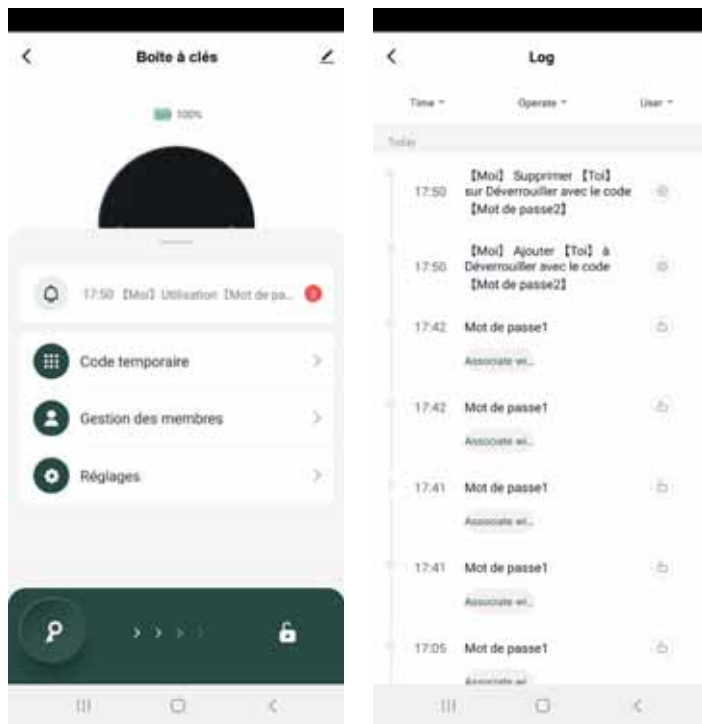 Boîte à clés
100%
17:50 【Moi】 Utilisation 【Mot de pa...
Code temporaire
Gestion des membres
Réglages
Log
Time
Operate
User
Today
17:50
【Moi】 Supprimer 【Toi】
sur Déverrouiller avec le code
【Mot de passe2】
17:50
【Moi】 Ajouter 【Toi】 à
Déverrouiller avec le code
【Mot de passe2】
17:42 Mot de passe1
Associate wi...
17:42 Mot de passe1
Associate wi...
17:41 Mot de passe1
Associate wi...
17:41 Mot de passe1
Associate wi...
17:05 Mot de passe1
Associate wi...